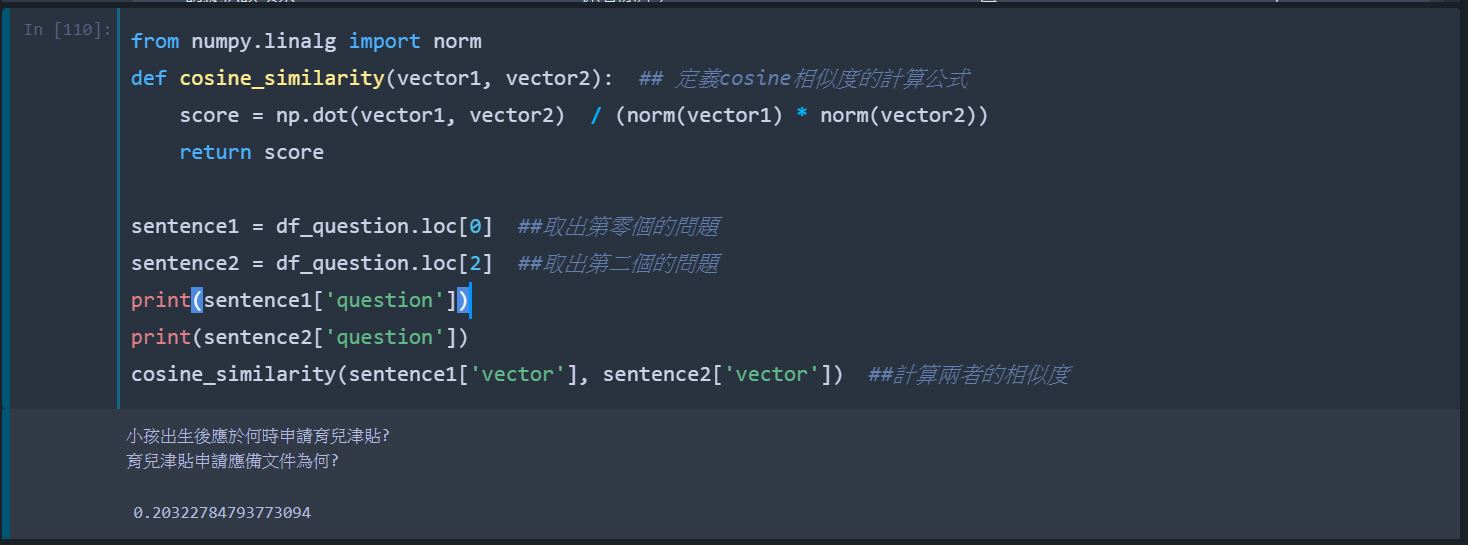 In [110]:
from numpy.linalg import norm
def cosine_similarity(vector1, vector2):  ## 定義cosine相似度的計算公式
    score = np.dot(vector1, vector2)  / (norm(vector1) * norm(vector2))
    return score
sentence1 = df_question.loc[0]  ##取出第零個的問題
sentence2 = df_question.loc[2]  ##取出第二個的問題
print(sentence1['question'])
print(sentence2['question'])
cosine_similarity(sentence1['vector'], sentence2['vector'])  ##計算兩者的相似度
小孩出生後應於何時申請育兒津貼?
育兒津貼申請應備文件為何?
0.20322784793773094